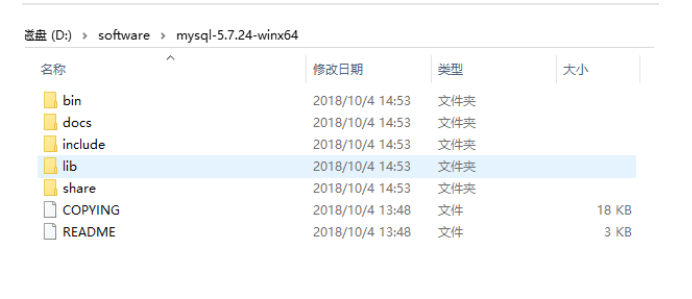 磁盘 (D:) › software › mysql-5.7.24-winx64
名称 修改日期 类型 大小
bin 2018/10/4 14:53 文件夹
docs 2018/10/4 14:53 文件夹
include 2018/10/4 14:53 文件夹
lib 2018/10/4 14:53 文件夹
share 2018/10/4 14:53 文件夹
COPYING 2018/10/4 13:48 文件 18 KB
README 2018/10/4 13:48 文件 3 KB